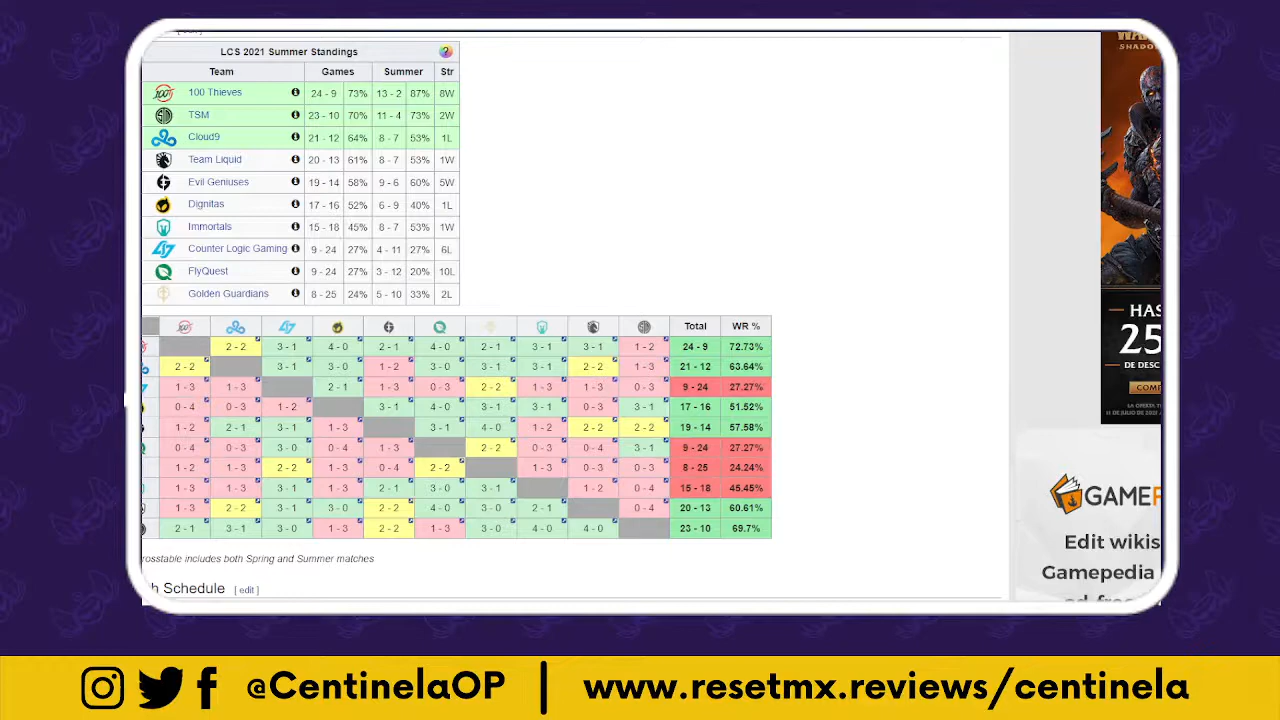 [ edit ]
LCS 2021 Summer Standings
Team Games Summer Str
100 Thieves 24 - 9 73% 13 - 2 87% 8W
TSM 23 - 10 70% 11 - 4 73% 2W
Cloud9 21 - 12 64% 8 - 7 53% 1L
Team Liquid 20 - 13 61% 8 - 7 53% 1W
Evil Geniuses 19 - 14 58% 9 - 6 60% 5W
Dignitas 17 - 16 52% 6 - 9 40% 1L
Immortals 15 - 18 45% 8 - 7 53% 1W
Counter Logic Gaming 9 - 24 27% 4 - 11 27% 6L
FlyQuest 9 - 24 27% 3 - 12 20% 10L
Golden Guardians 8 - 25 24% 5 - 10 33% 2L
Total WR %
2 - 2 3 - 1 4 - 0 2 - 1 4 - 0 2 - 1 3 - 1 3 - 1 1 - 2 24 - 9 72.73%
2 - 2 3 - 1 3 - 0 1 - 2 3 - 0 3 - 1 3 - 1 2 - 2 1 - 3 21 - 12 63.64%
1 - 3 1 - 3 2 - 1 1 - 3 0 - 3 2 - 2 1 - 3 1 - 3 0 - 3 9 - 24 27.27%
0 - 4 0 - 3 1 - 2 3 - 1 4 - 0 3 - 1 3 - 1 0 - 3 3 - 1 17 - 16 51.52%
1 - 2 2 - 1 3 - 1 1 - 3 3 - 1 4 - 0 1 - 2 2 - 2 2 - 2 19 - 14 57.58%
0 - 4 0 - 3 3 - 0 0 - 4 1 - 3 2 - 2 0 - 3 0 - 4 3 - 1 9 - 24 27.27%
1 - 2 1 - 3 2 - 2 1 - 3 0 - 4 2 - 2 1 - 3 0 - 3 0 - 3 8 - 25 24.24%
1 - 3 1 - 3 3 - 1 1 - 3 2 - 1 3 - 0 3 - 1 1 - 2 0 - 4 15 - 18 45.45%
1 - 3 2 - 2 3 - 1 3 - 0 2 - 2 4 - 0 3 - 0 2 - 1 0 - 4 20 - 13 60.61%
2 - 1 3 - 1 3 - 0 1 - 3 2 - 2 1 - 3 3 - 0 4 - 0 4 - 0 23 - 10 69.7%
rosstable includes both Spring and Summer matches
h Schedule [ edit ]
SHADO
HAS
25
DE DESC
COM
LA OFERTA
11 DE JULIO DE 2021
GAMEP
Edit wikis
Gamepedia
ad-free
@CentinelaOP | www.resetmx.reviews/centinela